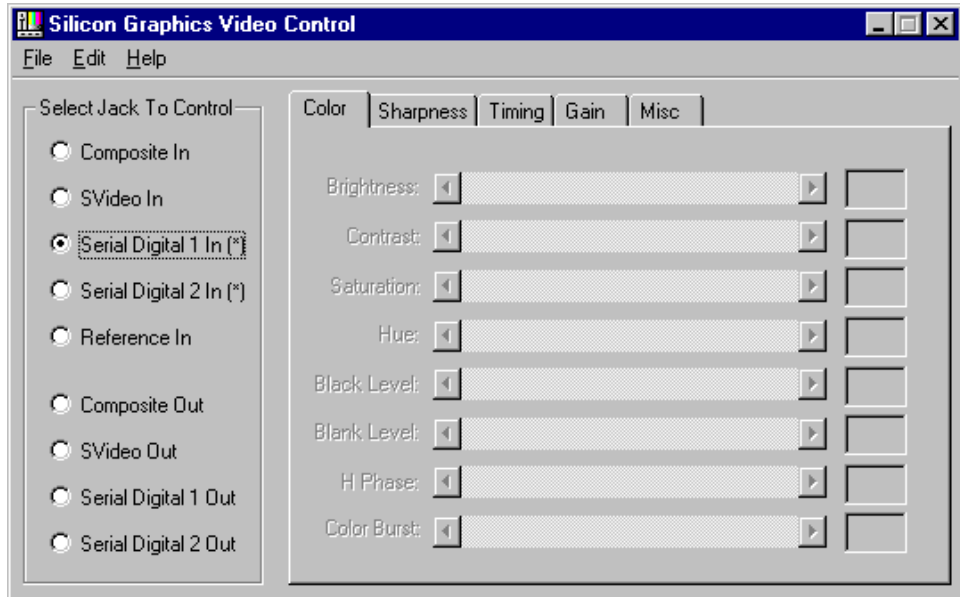 Silicon Graphics Video Control
File Edit Help
Select Jack To Control
Composite In
SVideo In
Serial Digital 1 In (*)
Serial Digital 2 In (*)
Reference In
Composite Out
SVideo Out
Serial Digital 1 Out
Serial Digital 2 Out
Color Sharpness Timing Gain Misc
Brightness:
Contrast:
Saturation:
Hue:
Black Level:
Blank Level:
H Phase:
Color Burst: